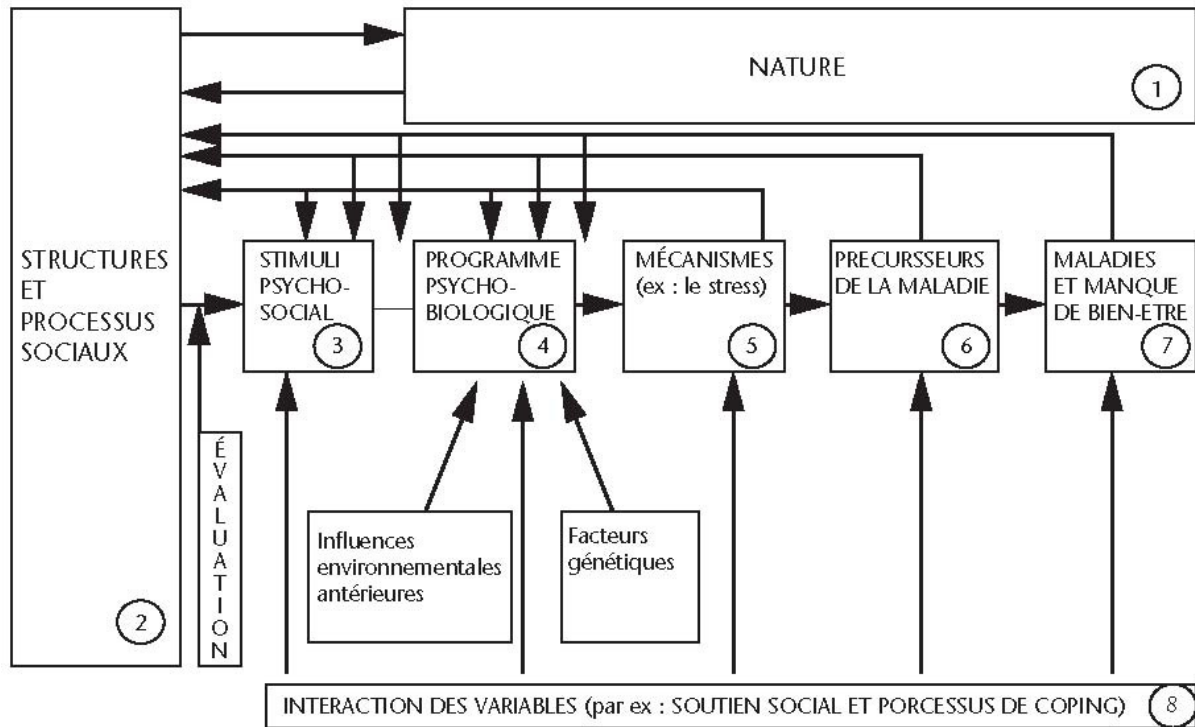 NATURE
1
STRUCTURES
ET
PROCESSUS
SOCIAUX
2
STIMULI
PSYCHO-
SOCIAL
3
PROGRAMME
PSYCHO-
BIOLOGIQUE
4
MÉCANISMES
(ex : le stress)
5
PRECURSSEURS
DE LA MALADIE
6
MALADIES
ET MANQUE
DE BIEN-ETRE
7
ÉVALUATION
Influences
environnementales
antérieures
Facteurs
génétiques
INTERACTION DES VARIABLES (par ex : SOUTIEN SOCIAL ET PORCESSUS DE COPING)
8